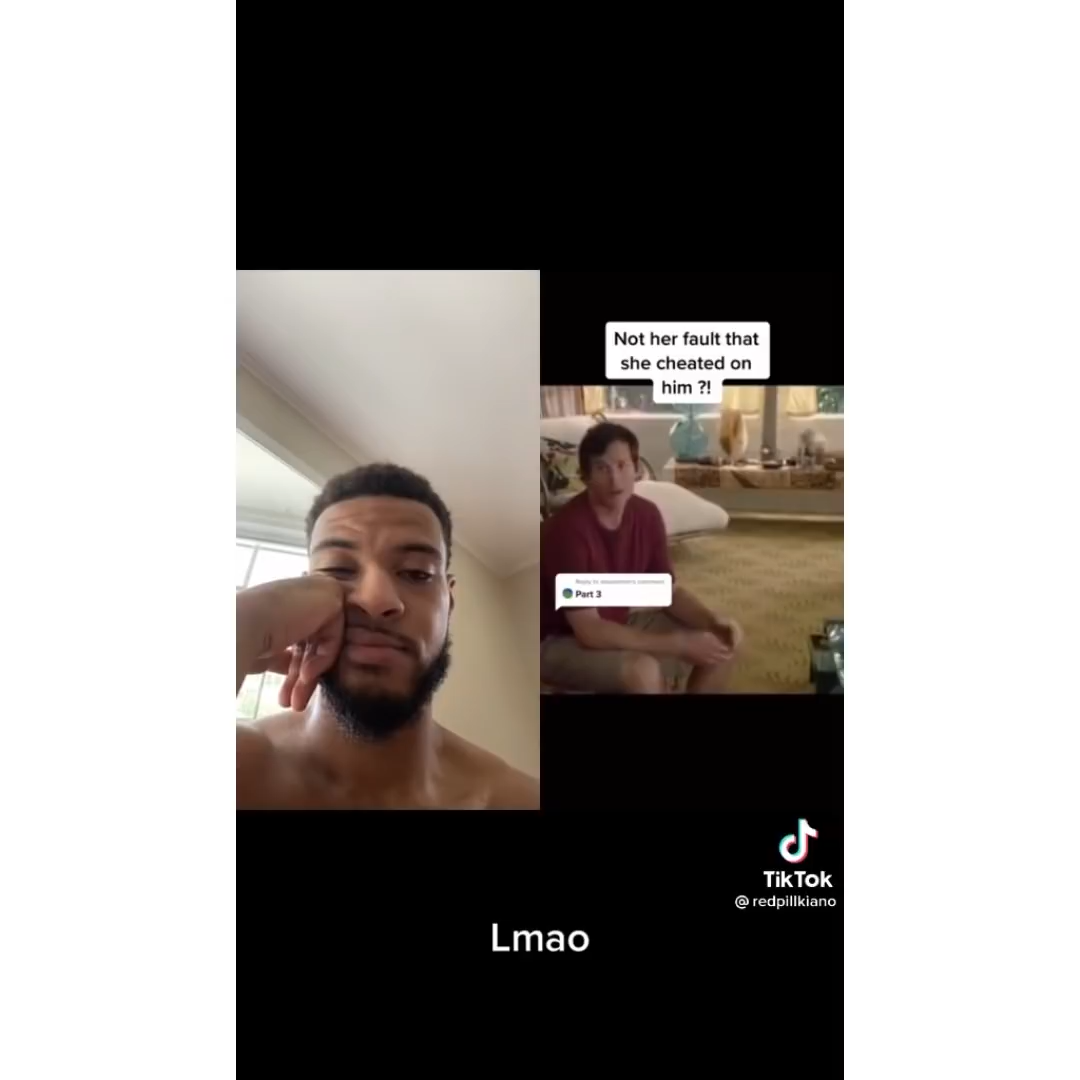 Not her fault that
she cheated on
him ?!
Part 3
TikTok
@redpillkiano
Lmao